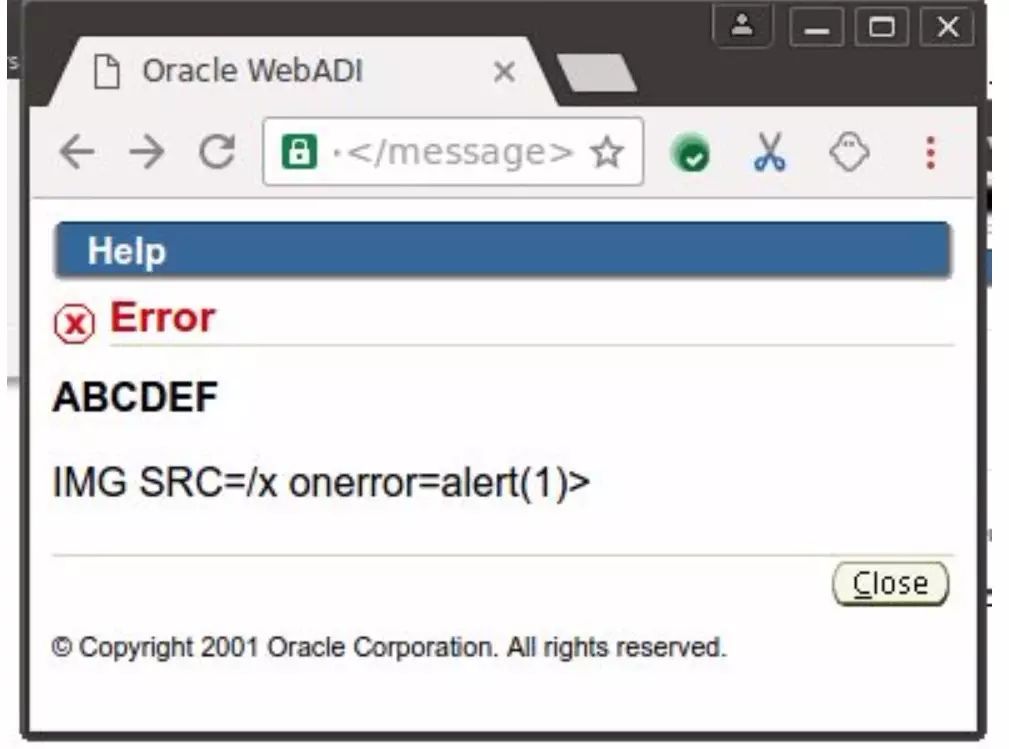 Oracle WebADI
</message>
Help
Error
ABCDEF
IMG SRC=/x onerror=alert(1)>
Close
© Copyright 2001 Oracle Corporation. All rights reserved.